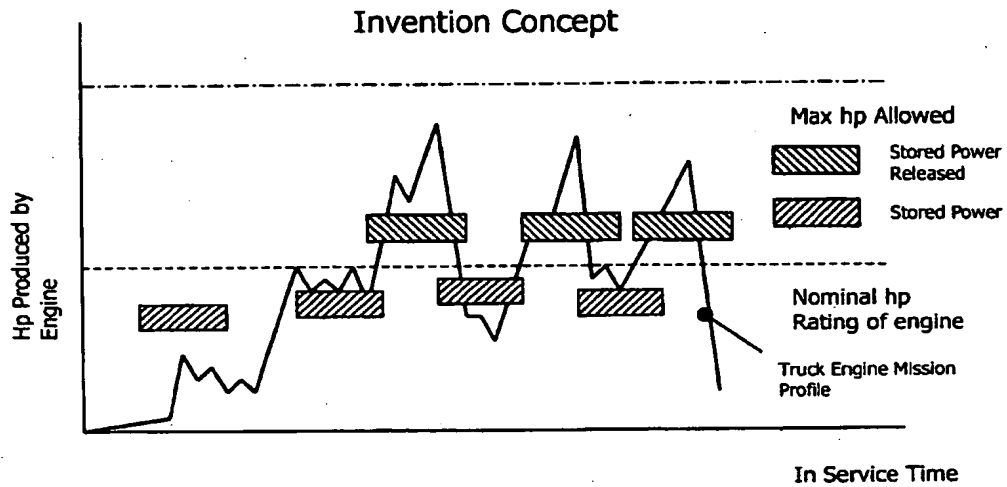 Invention Concept
Hp Produced by
Engine
Max hp Allowed
Stored Power
Released
Stored Power
Nominal hp
Rating of engine
Truck Engine Mission
Profile
In Service Time